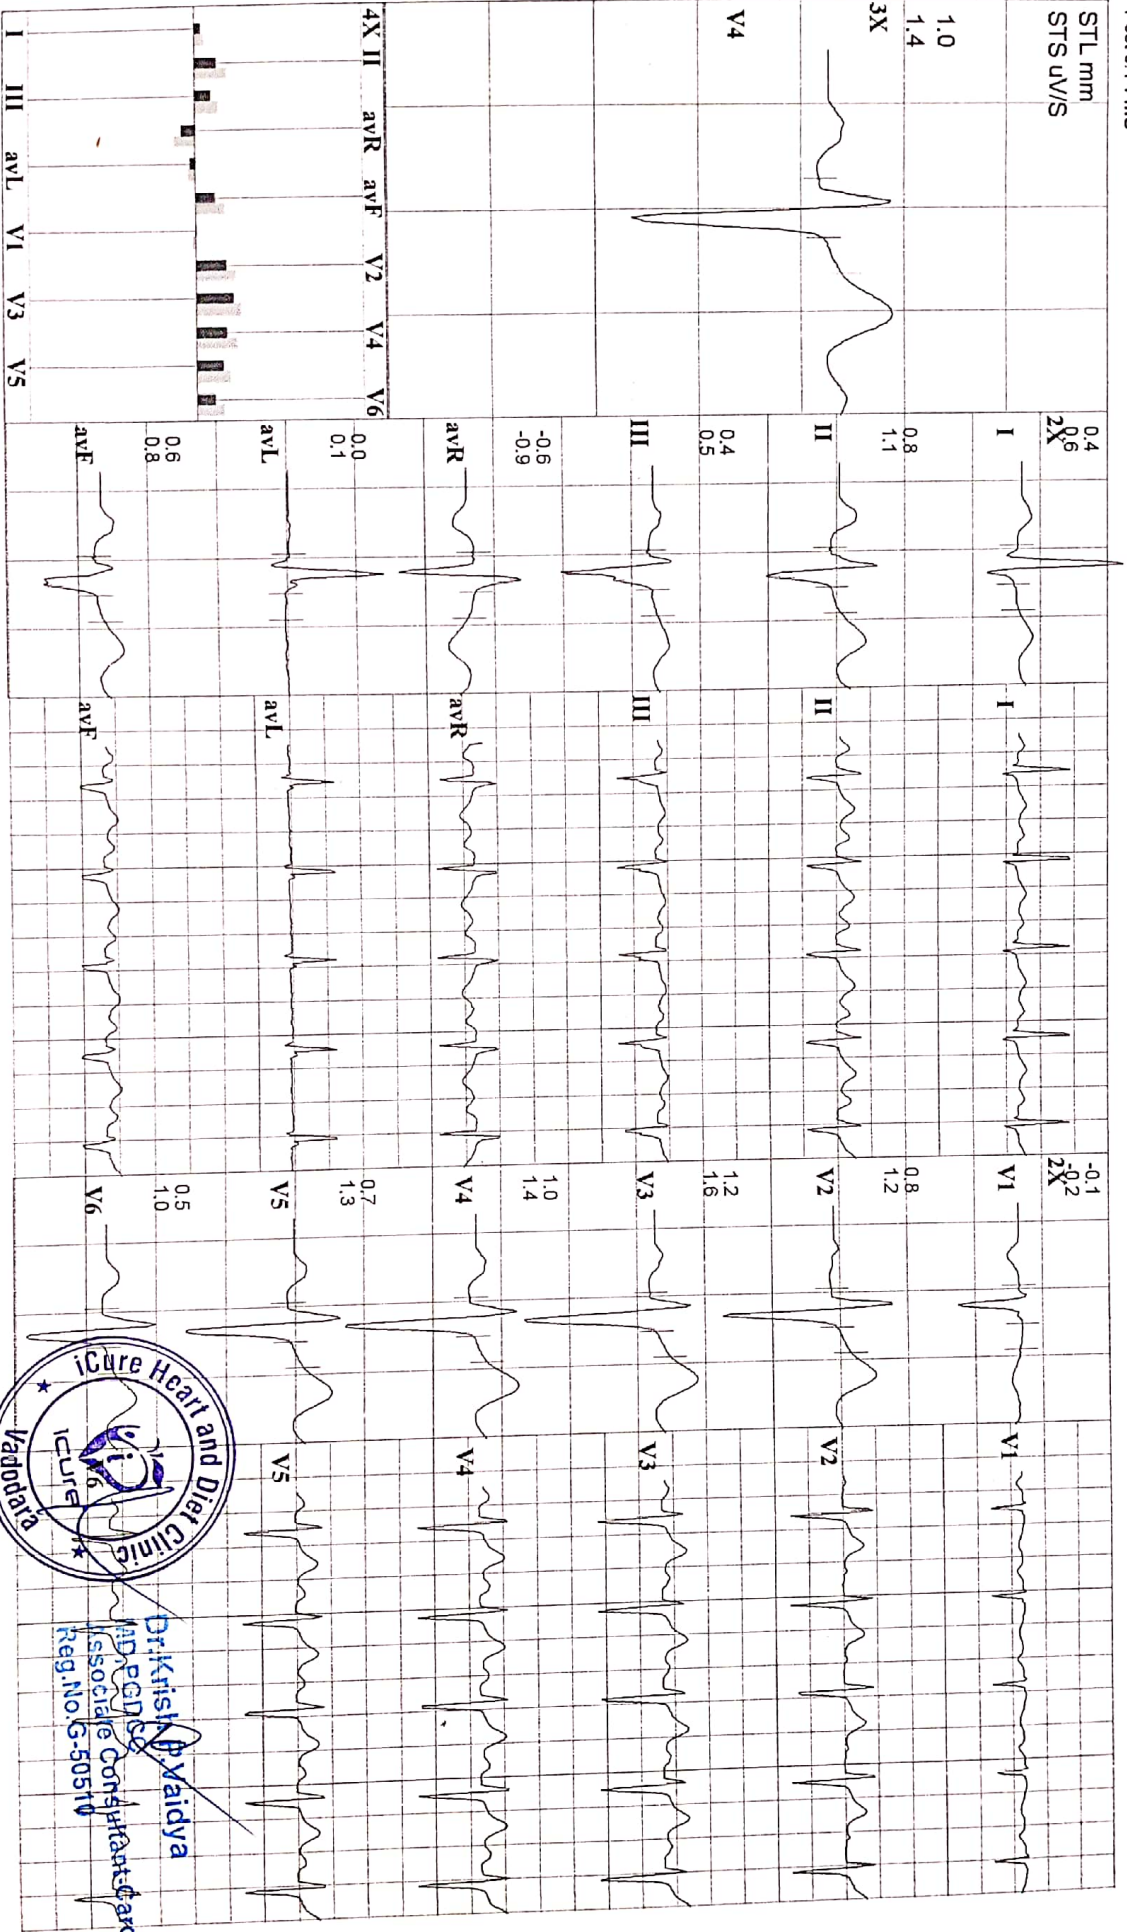 STL mm
STS uV/S
1.0
1.4
3X
V4
4X II avR avF V2 V4 V6
I III avL V1 V3 V5
0.4
2X 0.6
I
0.8
1.1
II
0.4
0.5
III
-0.6
-0.9
avR
0.0
0.1
avL
0.6
0.8
avF
I
II
III
avR
avL
avF
-0.1
2X -0.2
V1
0.8
1.2
V2
1.2
1.6
V3
1.0
1.4
V4
0.7
1.3
V5
0.5
1.0
V6
V1
V2
V3
V4
V5
V6
iCure Heart and Diet Clinic
Vadodara
icure
Dr.Krish P.Vaidya
MD,PGDCC
Associate Consultant-Card
Reg.No.G-50510